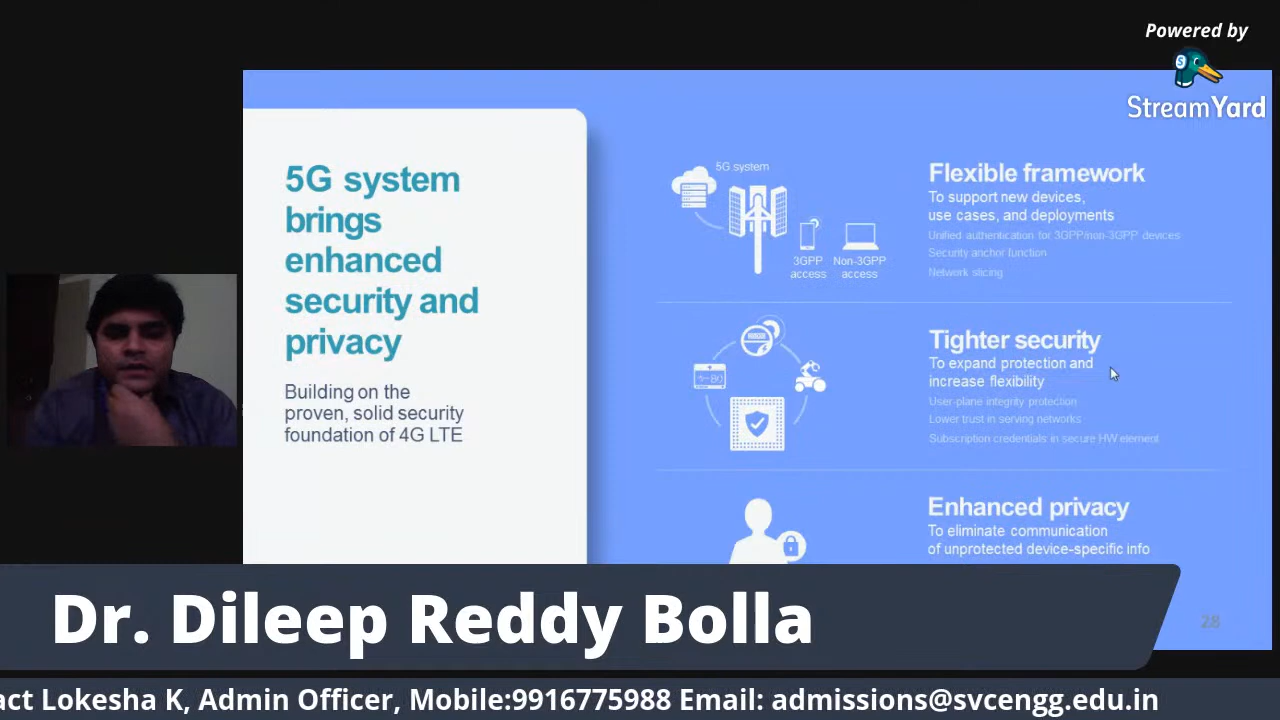 Powered by
StreamYard
5G system
brings
enhanced
security and
privacy
Building on the
proven, solid security
foundation of 4G LTE
5G system
3GPP
access
Non-3GPP
access
Flexible framework
To support new devices,
use cases, and deployments
Unified authentication for 3GPP/non-3GPP devices
Security anchor function
Network slicing
Tighter security
To expand protection and
increase flexibility
User-plane integrity protection
Lower trust in serving networks
Subscription credentials in secure HW element
Enhanced privacy
To eliminate communication
of unprotected device-specific info
28
Dr. Dileep Reddy Bolla
act Lokesha K, Admin Officer, Mobile:9916775988 Email: admissions@svcengg.edu.in